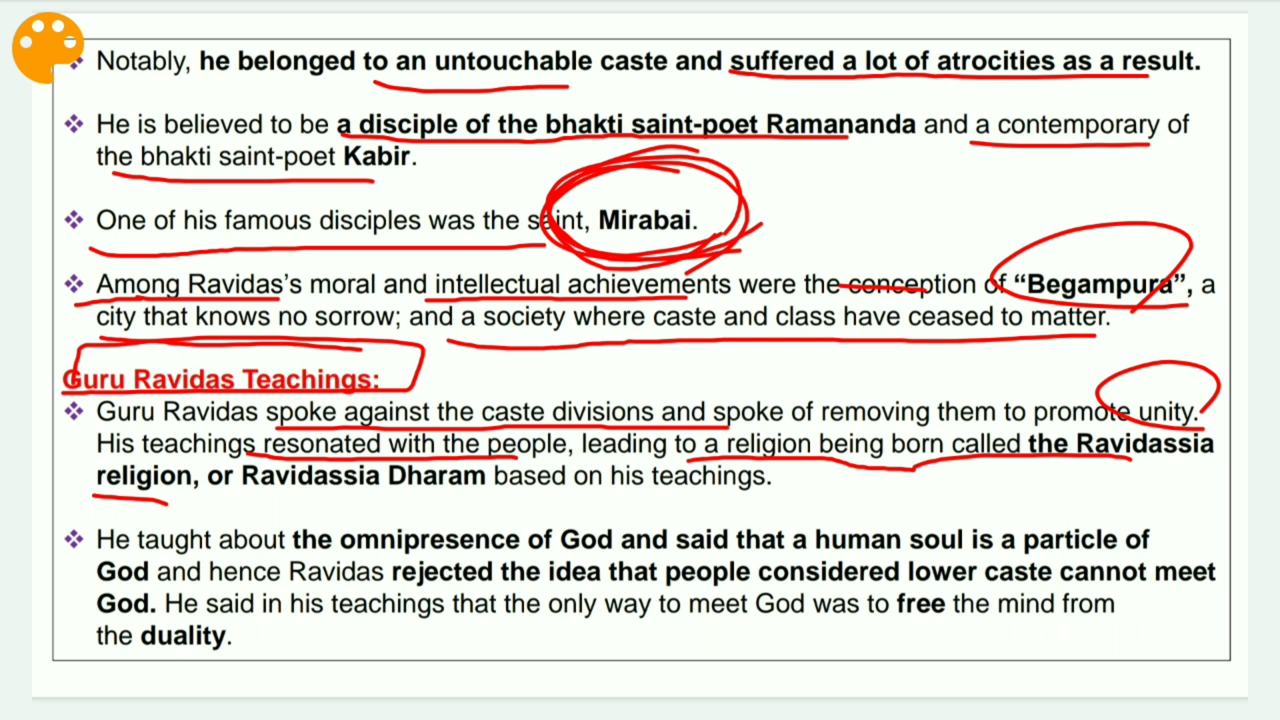 ❖ Notably, he belonged to an untouchable caste and suffered a lot of atrocities as a result.
❖ He is believed to be a disciple of the bhakti saint-poet Ramananda and a contemporary of
the bhakti saint-poet Kabir.
❖ One of his famous disciples was the saint, Mirabai.
❖ Among Ravidas's moral and intellectual achievements were the conception of “Begampura”, a
city that knows no sorrow; and a society where caste and class have ceased to matter.
Guru Ravidas Teachings:
❖ Guru Ravidas spoke against the caste divisions and spoke of removing them to promote unity.
His teachings resonated with the people, leading to a religion being born called the Ravidassia
religion, or Ravidassia Dharam based on his teachings.
❖ He taught about the omnipresence of God and said that a human soul is a particle of
God and hence Ravidas rejected the idea that people considered lower caste cannot meet
God. He said in his teachings that the only way to meet God was to free the mind from
the duality.